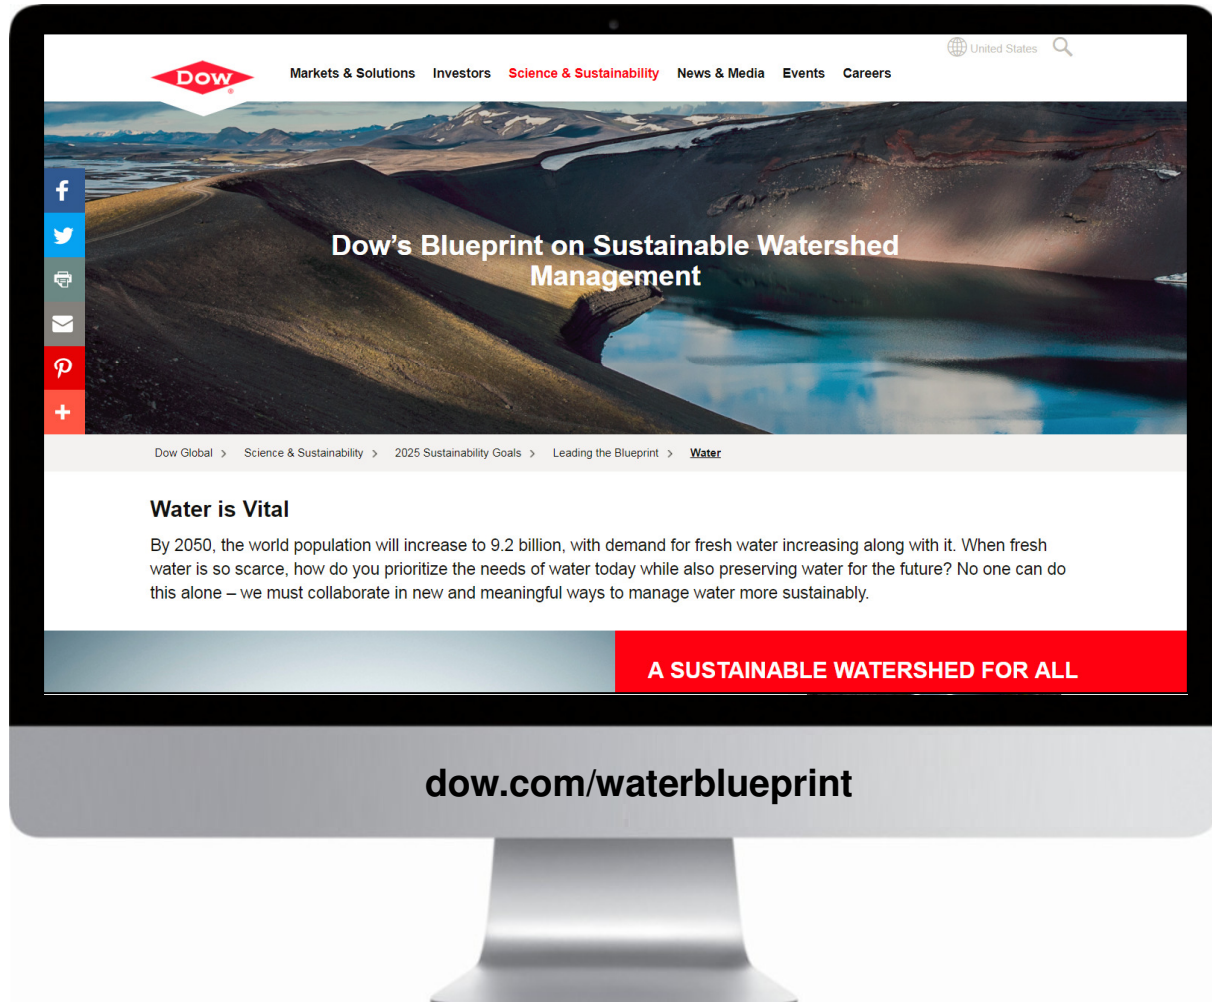 United States
DOW
®
Markets & Solutions Investors Science & Sustainability News & Media Events Careers
Dow's Blueprint on Sustainable Watershed
Management
Dow Global > Science & Sustainability > 2025 Sustainability Goals > Leading the Blueprint > Water
Water is Vital
By 2050, the world population will increase to 9.2 billion, with demand for fresh water increasing along with it. When fresh
water is so scarce, how do you prioritize the needs of water today while also preserving water for the future? No one can do
this alone – we must collaborate in new and meaningful ways to manage water more sustainably.
A SUSTAINABLE WATERSHED FOR ALL
dow.com/waterblueprint